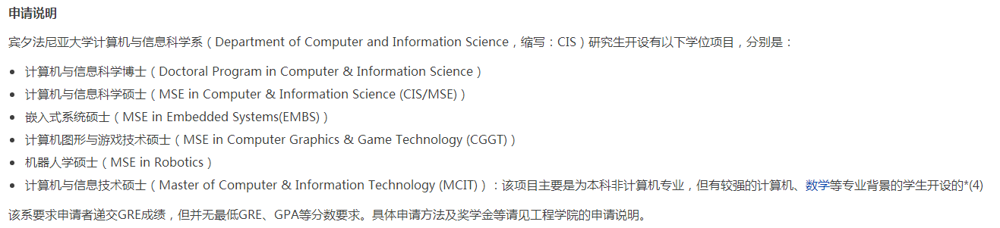 申请说明
宾夕法尼亚大学计算机与信息科学系（Department of Computer and Information Science，缩写：CIS）研究生开设有以下学位项目，分别是：
• 计算机与信息科学博士（Doctoral Program in Computer & Information Science）
• 计算机与信息科学硕士（MSE in Computer & Information Science (CIS/MSE)）
• 嵌入式系统硕士（MSE in Embedded Systems(EMBS)）
• 计算机图形与游戏技术硕士（MSE in Computer Graphics & Game Technology (CGGT)）
• 机器人学硕士（MSE in Robotics）
• 计算机与信息技术硕士（Master of Computer & Information Technology (MCIT)）：该项目主要是为本科非计算机专业，但有较强的计算机、数学等专业背景的学生开设的*(4)
该系要求申请者递交GRE成绩，但并无最低GRE、GPA等分数要求。具体申请方法及奖学金等请见工程学院的申请说明。